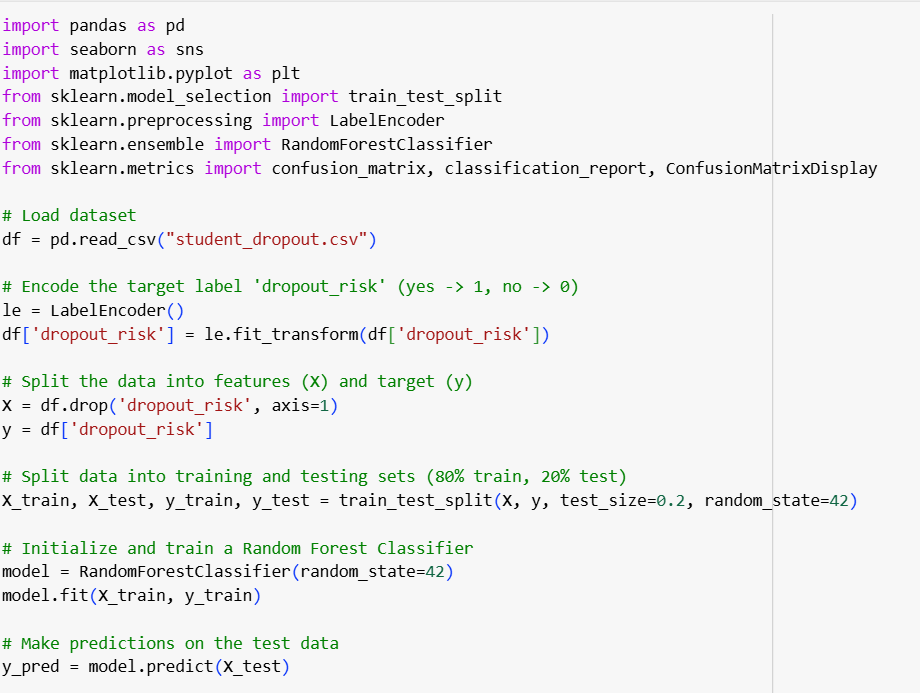 import pandas as pd
import seaborn as sns
import matplotlib.pyplot as plt
from sklearn.model_selection import train_test_split
from sklearn.preprocessing import LabelEncoder
from sklearn.ensemble import RandomForestClassifier
from sklearn.metrics import confusion_matrix, classification_report, ConfusionMatrixDisplay
# Load dataset
df = pd.read_csv("student_dropout.csv")
# Encode the target label 'dropout_risk' (yes -> 1, no -> 0)
le = LabelEncoder()
df['dropout_risk'] = le.fit_transform(df['dropout_risk'])
# Split the data into features (X) and target (y)
X = df.drop('dropout_risk', axis=1)
y = df['dropout_risk']
# Split data into training and testing sets (80% train, 20% test)
X_train, X_test, y_train, y_test = train_test_split(X, y, test_size=0.2, random_state=42)
# Initialize and train a Random Forest Classifier
model = RandomForestClassifier(random_state=42)
model.fit(X_train, y_train)
# Make predictions on the test data
y_pred = model.predict(X_test)